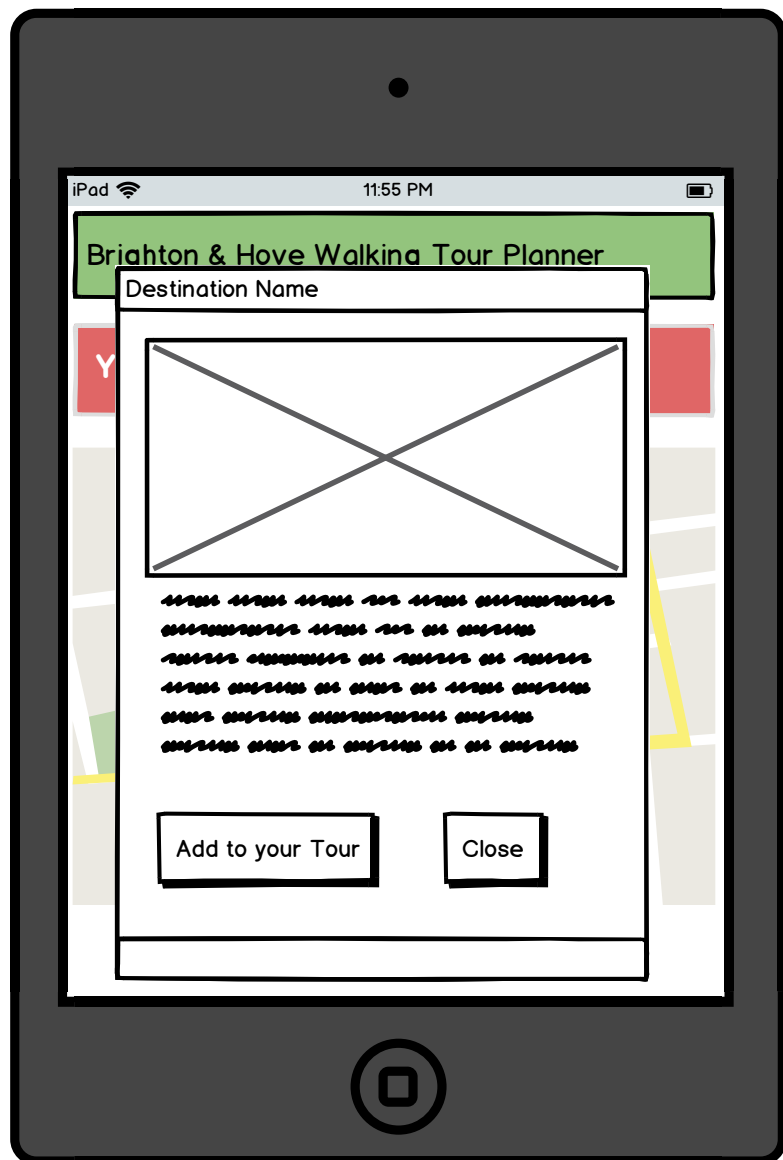 iPad 11:55 PM
Brighton & Hove Walking Tour Planner
Destination Name
Y
Add to your Tour Close